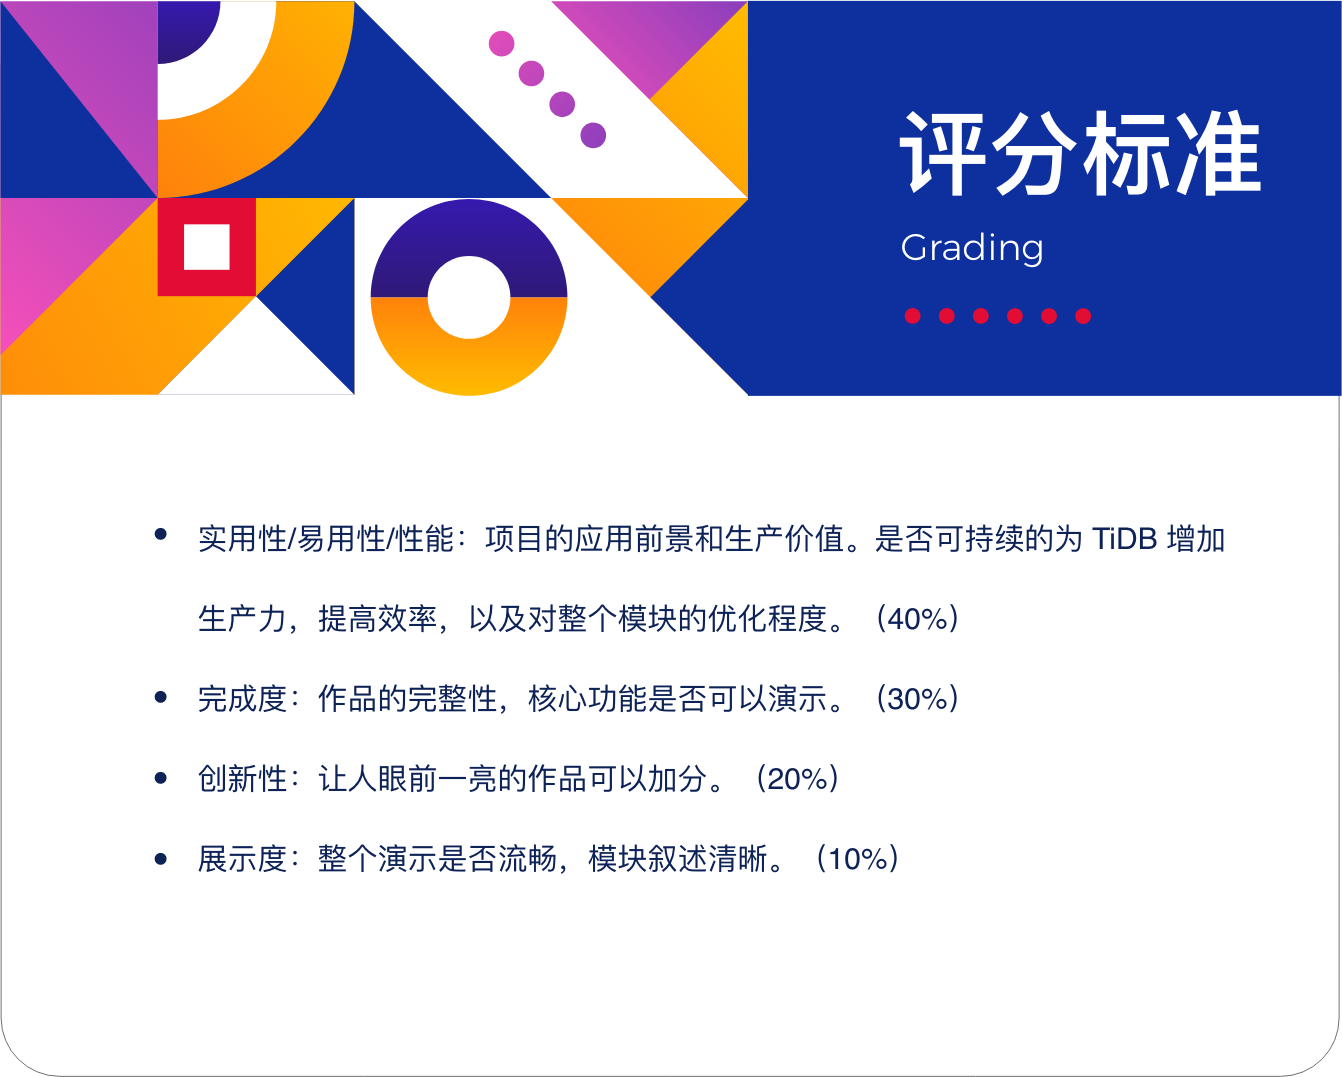 评分标准
Grading
● 实用性/易用性/性能：项目的应用前景和生产价值。是否可持续的为 TiDB 增加
生产力，提高效率，以及对整个模块的优化程度。（40%）
● 完成度：作品的完整性，核心功能是否可以演示。（30%）
● 创新性：让人眼前一亮的作品可以加分。（20%）
● 展示度：整个演示是否流畅，模块叙述清晰。（10%）